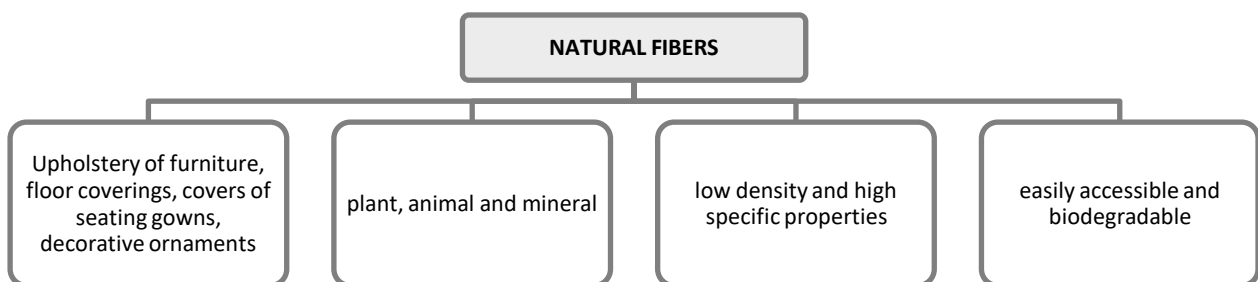 NATURAL FIBERS
Upholstery of furniture,
floor coverings, covers of
seating gowns,
decorative ornaments
plant, animal and mineral
low density and high
specific properties
easily accessible and
biodegradable